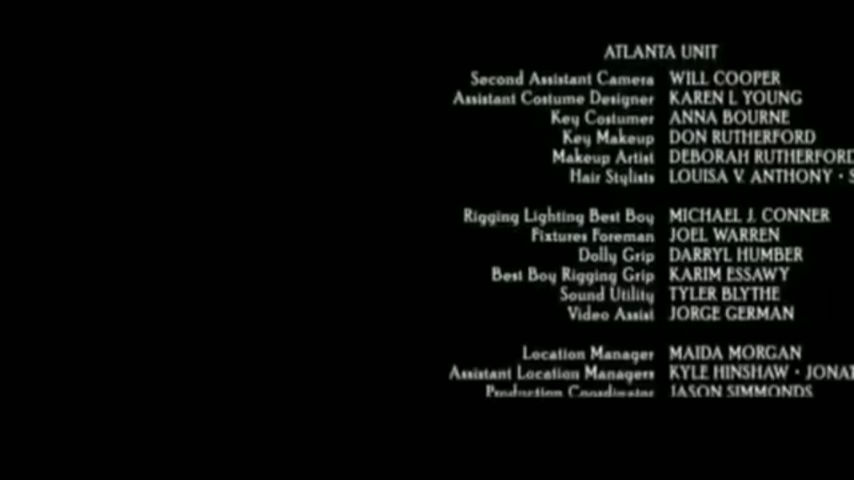 ATLANTA UNIT
Second Assistant Camera WILL COOPER
Assistant Costume Designer KAREN L YOUNG
Key Costumer ANNA BOURNE
Key Makeup DON RUTHERFORD
Makeup Artist DEBORAH RUTHERFORD
Hair Stylists LOUISA V. ANTHONY • S
Rigging Lighting Best Boy MICHAEL J. CONNER
Fixtures Foreman JOEL WARREN
Dolly Grip DARRYL HUMBER
Best Boy Rigging Grip KARIM ESSAWY
Sound Utility TYLER BLYTHE
Video Assist JORGE GERMAN
Location Manager MAIDA MORGAN
Assistant Location Managers KYLE HINSHAW • JONAT
Production Coordinator JASON SIMMONDS